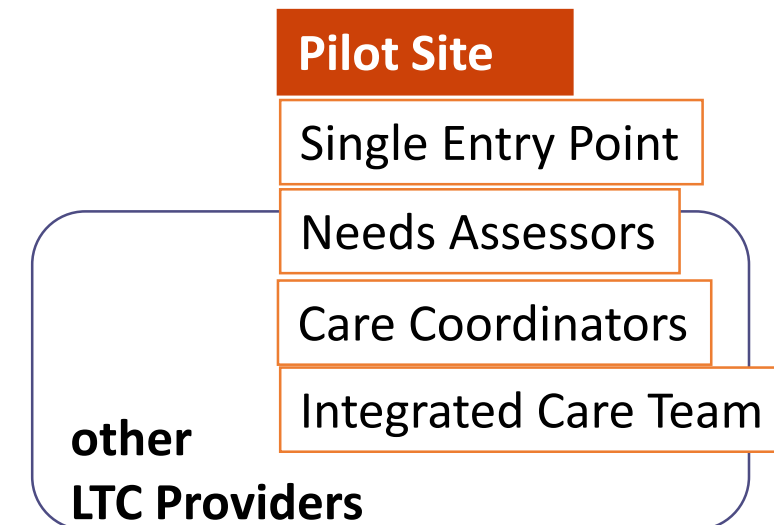 Pilot Site
Single Entry Point
Needs Assessors
Care Coordinators
Integrated Care Team
other
LTC Providers